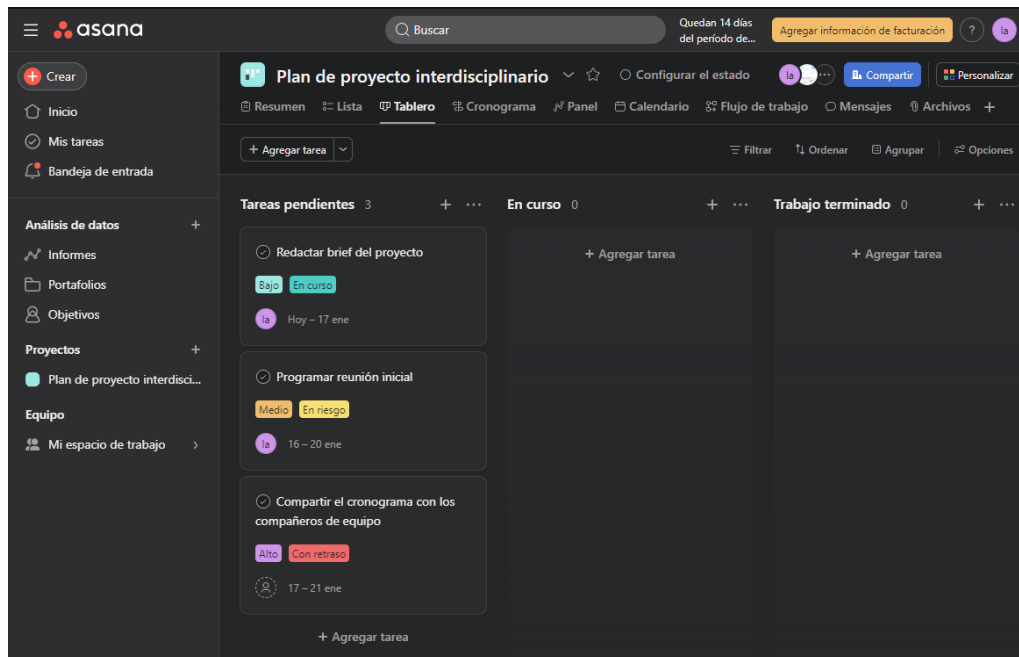 asana
Buscar
Quedan 14 días
del período de...
Agregar información de facturación
?
la
Crear
Inicio
Mis tareas
Bandeja de entrada
Análisis de datos
Informes
Portafolios
Objetivos
Proyectos
Plan de proyecto interdisci...
Equipo
Mi espacio de trabajo
Plan de proyecto interdisciplinario
Configurar el estado
la
Compartir
Personalizar
Resumen
Lista
Tablero
Cronograma
Panel
Calendario
Flujo de trabajo
Mensajes
Archivos
+ Agregar tarea
Filtrar
Ordenar
Agrupar
Opciones
Tareas pendientes 3
Redactar brief del proyecto
Bajo En curso
la Hoy – 17 ene
Programar reunión inicial
Medio En riesgo
la 16 – 20 ene
Compartir el cronograma con los
compañeros de equipo
Alto Con retraso
17 – 21 ene
+ Agregar tarea
En curso 0
+ Agregar tarea
Trabajo terminado 0
+ Agregar tarea